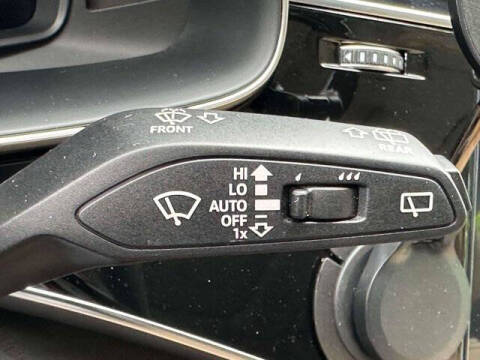 FRONT
REAR
HI
LO
AUTO
OFF
1x